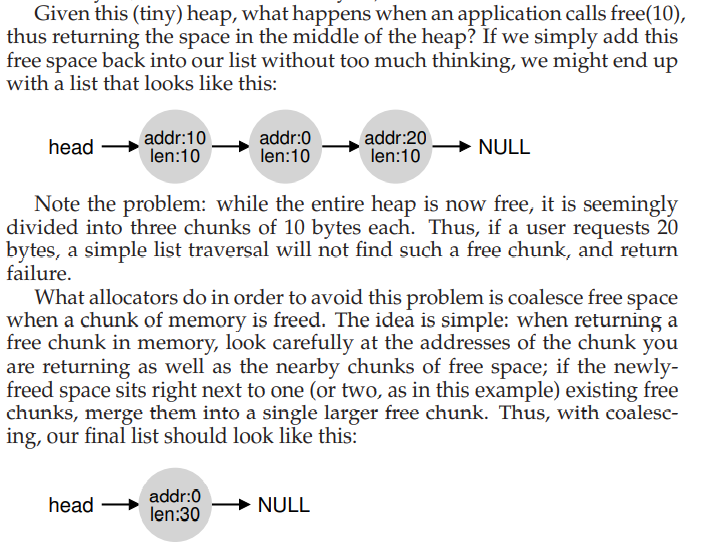 Given this (tiny) heap, what happens when an application calls free(10),
thus returning the space in the middle of the heap? If we simply add this
free space back into our list without too much thinking, we might end up
with a list that looks like this:
head
addr:10
len:10
addr:0
len:10
addr:20
len:10
NULL
Note the problem: while the entire heap is now free, it is seemingly
divided into three chunks of 10 bytes each. Thus, if a user requests 20
bytes, a simple list traversal will not find such a free chunk, and return
failure.
What allocators do in order to avoid this problem is coalesce free space
when a chunk of memory is freed. The idea is simple: when returning a
free chunk in memory, look carefully at the addresses of the chunk you
are returning as well as the nearby chunks of free space; if the newly-
freed space sits right next to one (or two, as in this example) existing free
chunks, merge them into a single larger free chunk. Thus, with coalesc-
ing, our final list should look like this:
head
addr:0
len:30
NULL